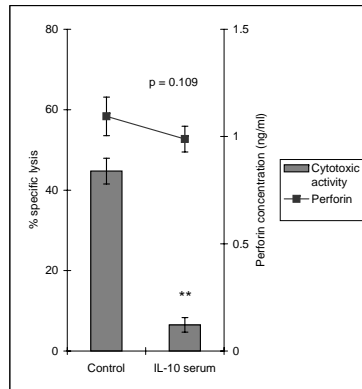 80
60
40
20
0
% specific lysis
p = 0.109
**
Control
IL-10 serum
1.5
1
0.5
0
Perforin concentration (ng/ml)
Cytotoxic
activity
Perforin